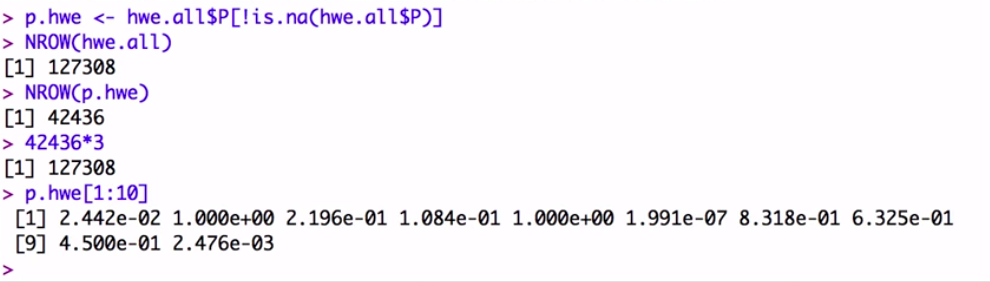 > p.hwe <- hwe.all$P[!is.na(hwe.all$P)]
> NROW(hwe.all)
[1] 127308
> NROW(p.hwe)
[1] 42436
> 42436*3
[1] 127308
> p.hwe[1:10]
 [1] 2.442e-02 1.000e+00 2.196e-01 1.084e-01 1.000e+00 1.991e-07 8.318e-01 6.325e-01
 [9] 4.500e-01 2.476e-03
>